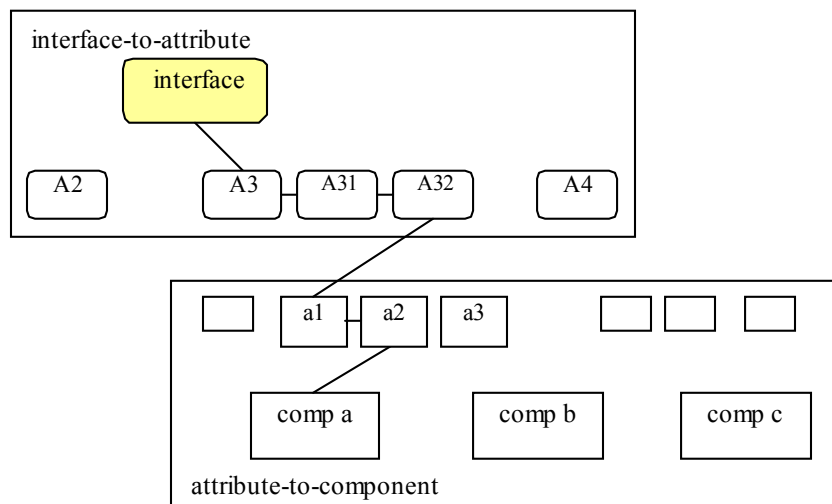 interface-to-attribute
interface
A2
A3
A31
A32
A4
a1
a2
a3
comp a
comp b
comp c
attribute-to-component